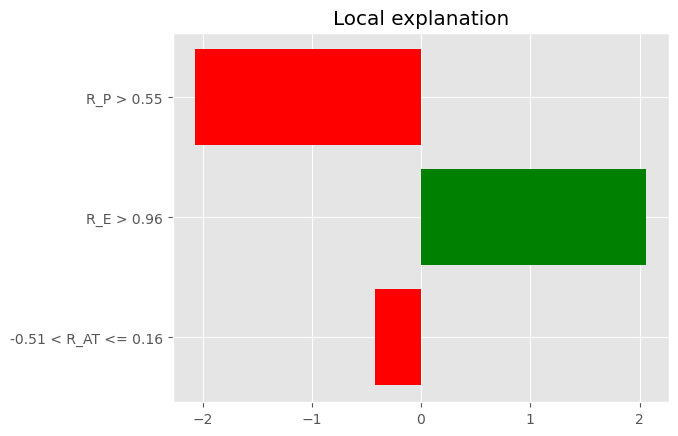 Local explanation
R_P > 0.55
R_E > 0.96
-0.51 < R_AT <= 0.16
−2
−1
0
1
2